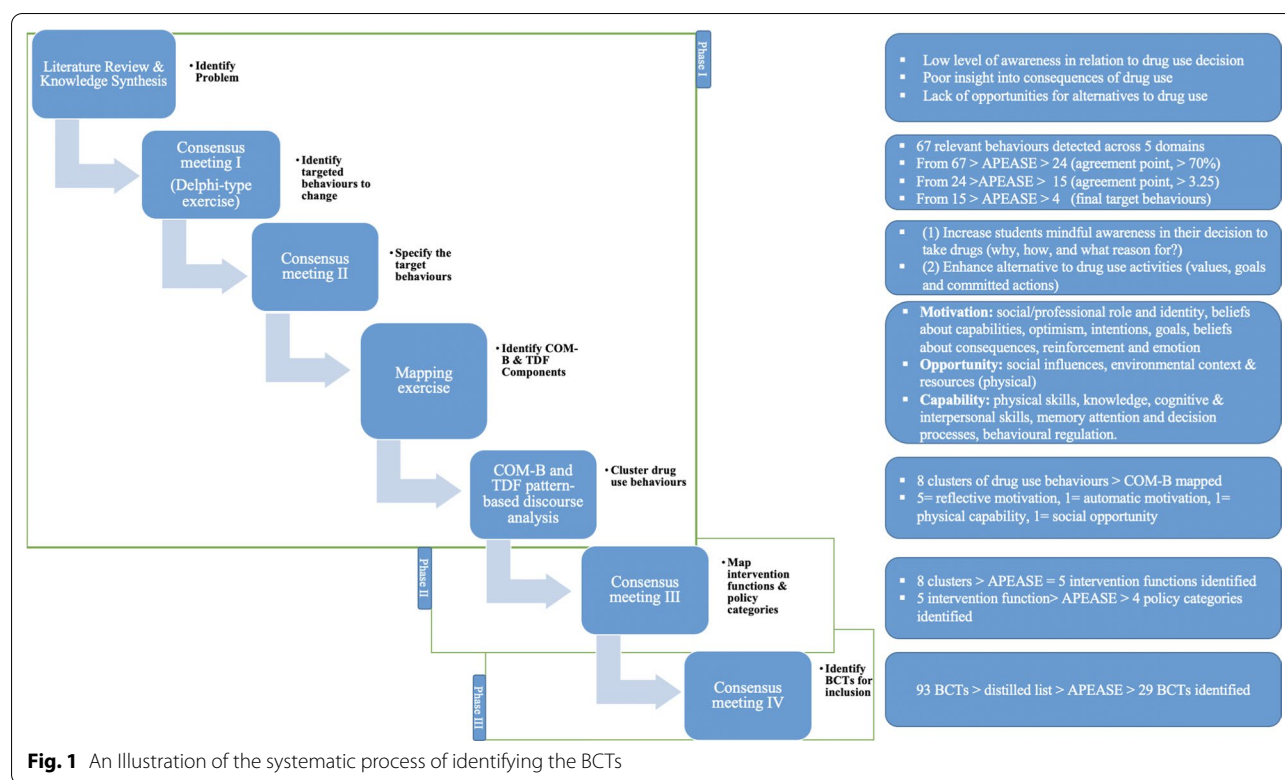 Literature Review &
Knowledge Synthesis
• Identify
Problem
Phase I
▪ Low level of awareness in relation to drug use decision
▪ Poor insight into consequences of drug use
▪ Lack of opportunities for alternatives to drug use
Consensus
meeting I
(Delphi-type
exercise)
• Identify
targeted
behaviours to
change
▪ 67 relevant behaviours detected across 5 domains
▪ From 67 > APEASE > 24 (agreement point, > 70%)
▪ From 24 >APEASE > 15 (agreement point, > 3.25)
▪ From 15 > APEASE > 4 (final target behaviours)
Consensus
meeting II
• Specify the
target
behaviours
▪ (1) Increase students mindful awareness in their decision to
take drugs (why, how, and what reason for?)
▪ (2) Enhance alternative to drug use activities (values, goals
and committed actions)
Mapping
exercise
• Identify COM-
B & TDF
Components
▪ Motivation: social/professional role and identity, beliefs
about capabilities, optimism, intentions, goals, beliefs
about consequences, reinforcement and emotion
▪ Opportunity: social influences, environmental context &
resources (physical)
▪ Capability: physical skills, knowledge, cognitive &
interpersonal skills, memory attention and decision
processes, behavioural regulation.
COM-B and
TDF pattern-
based discourse
analysis
• Cluster drug
use behaviours
▪ 8 clusters of drug use behaviours > COM-B mapped
▪ 5= reflective motivation, 1= automatic motivation, 1=
physical capability, 1= social opportunity
Phase II
Consensus
meeting III
• Map
intervention
functions &
policy
categories
▪ 8 clusters > APEASE = 5 intervention functions identified
▪ 5 intervention function> APEASE > 4 policy categories
identified
Phase III
Consensus
meeting IV
• Identify
BCTs for
inclusion
93 BCTs > distilled list > APEASE > 29 BCTs identified
Fig. 1 An Illustration of the systematic process of identifying the BCTs